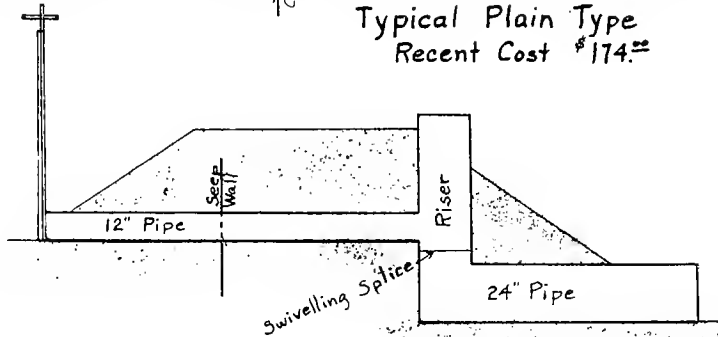 Typical Plain Type
Recent Cost $174.00
Seep
Wall
Riser
12" Pipe
Swivelling Splice
24" Pipe